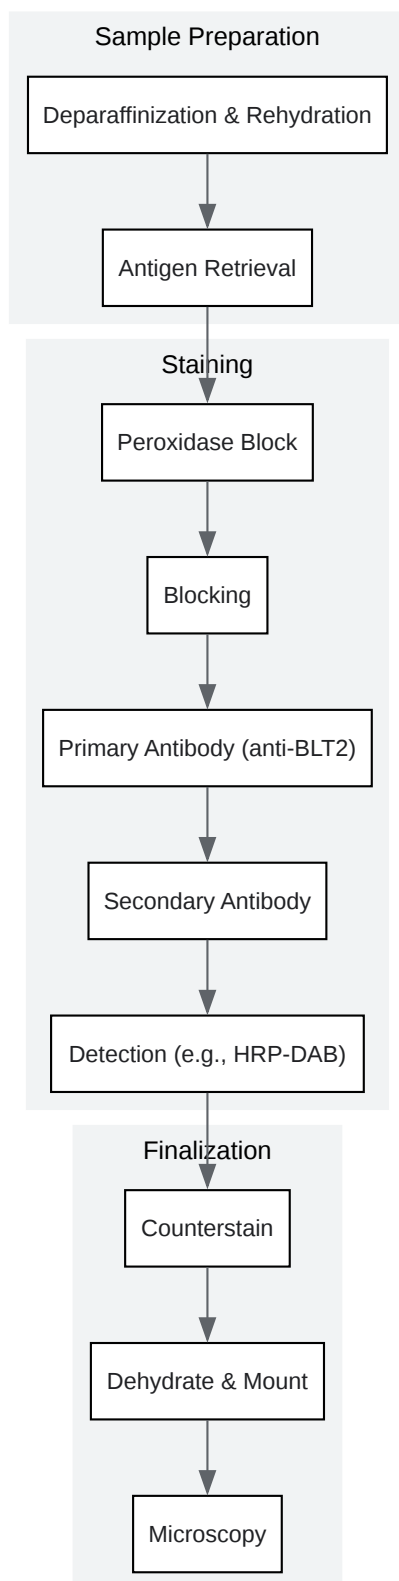 Sample Preparation
Deparaffinization & Rehydration
Antigen Retrieval
Staining
Peroxidase Block
Blocking
Primary Antibody (anti-BLT2)
Secondary Antibody
Detection (e.g., HRP-DAB)
Finalization
Counterstain
Dehydrate & Mount
Microscopy